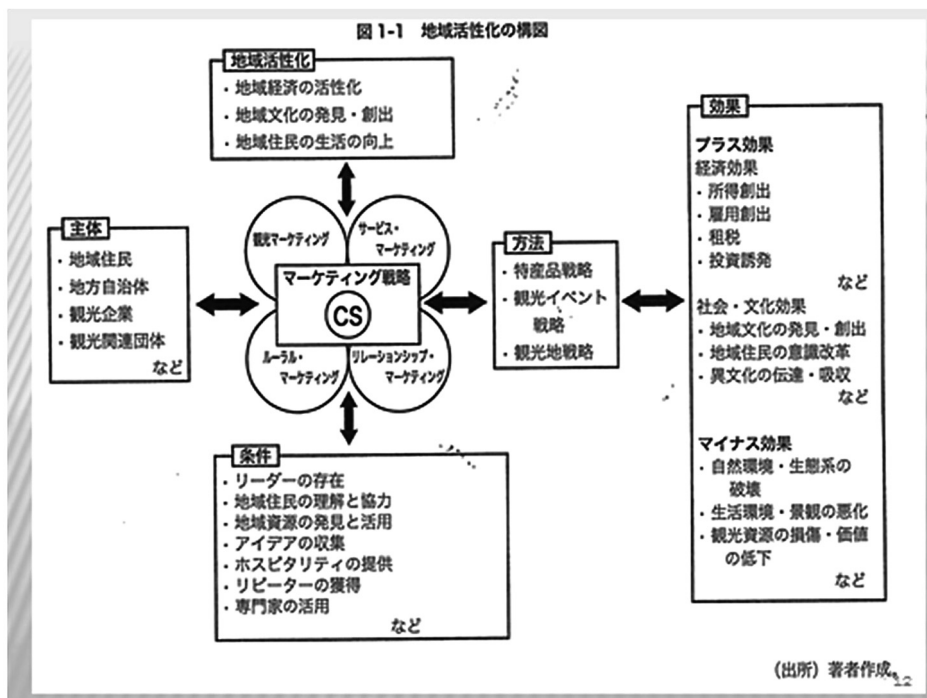 図 1-1 地域活性化の構図
地域活性化
・地域経済の活性化
・地域文化の発見・創出
・地域住民の生活の向上
主体
・地域住民
・地方自治体
・観光企業
・観光関連団体
など
観光マーケティング
サービス・
マーケティング
マーケティング戦略
CS
ルーラル・
マーケティング
リレーションシップ・
マーケティング
方法
・特産品戦略
・観光イベント
戦略
・観光地戦略
条件
・リーダーの存在
・地域住民の理解と協力
・地域資源の発見と活用
・アイデアの収集
・ホスピタリティの提供
・リピーターの獲得
・専門家の活用
など
効果
プラス効果
経済効果
・所得創出
・雇用創出
・租税
・投資誘発
など
社会・文化効果
・地域文化の発見・創出
・地域住民の意識改革
・異文化の伝達・吸収
など
マイナス効果
・自然環境・生態系の
破壊
・生活環境・景観の悪化
・観光資源の損傷・価値
の低下
など
（出所）著者作成。
12